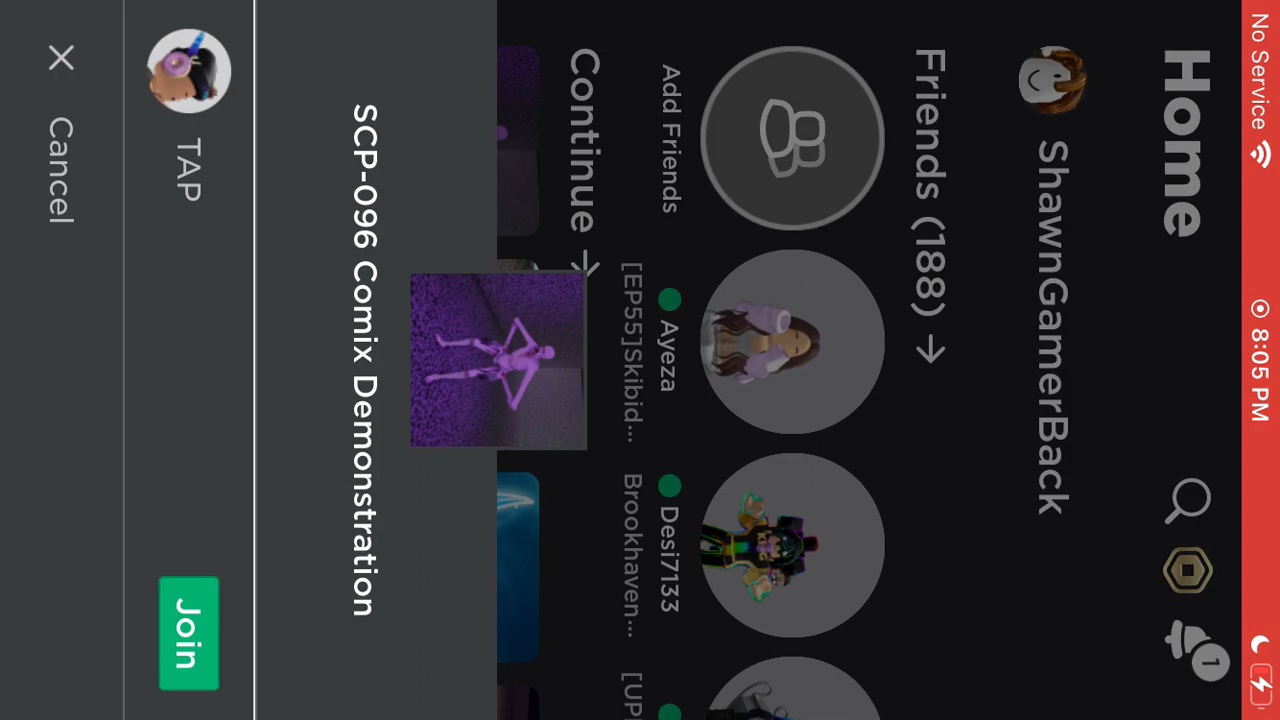 No Service 8:05 PM
Home
1
ShawnGamerBack
Friends (188) →
Add Friends
Ayeza
Desi7133
[EP55]Skibid...
Brookhaven...
[UP
Continue →
SCP-096 Comix Demonstration
TAP
Join
Cancel